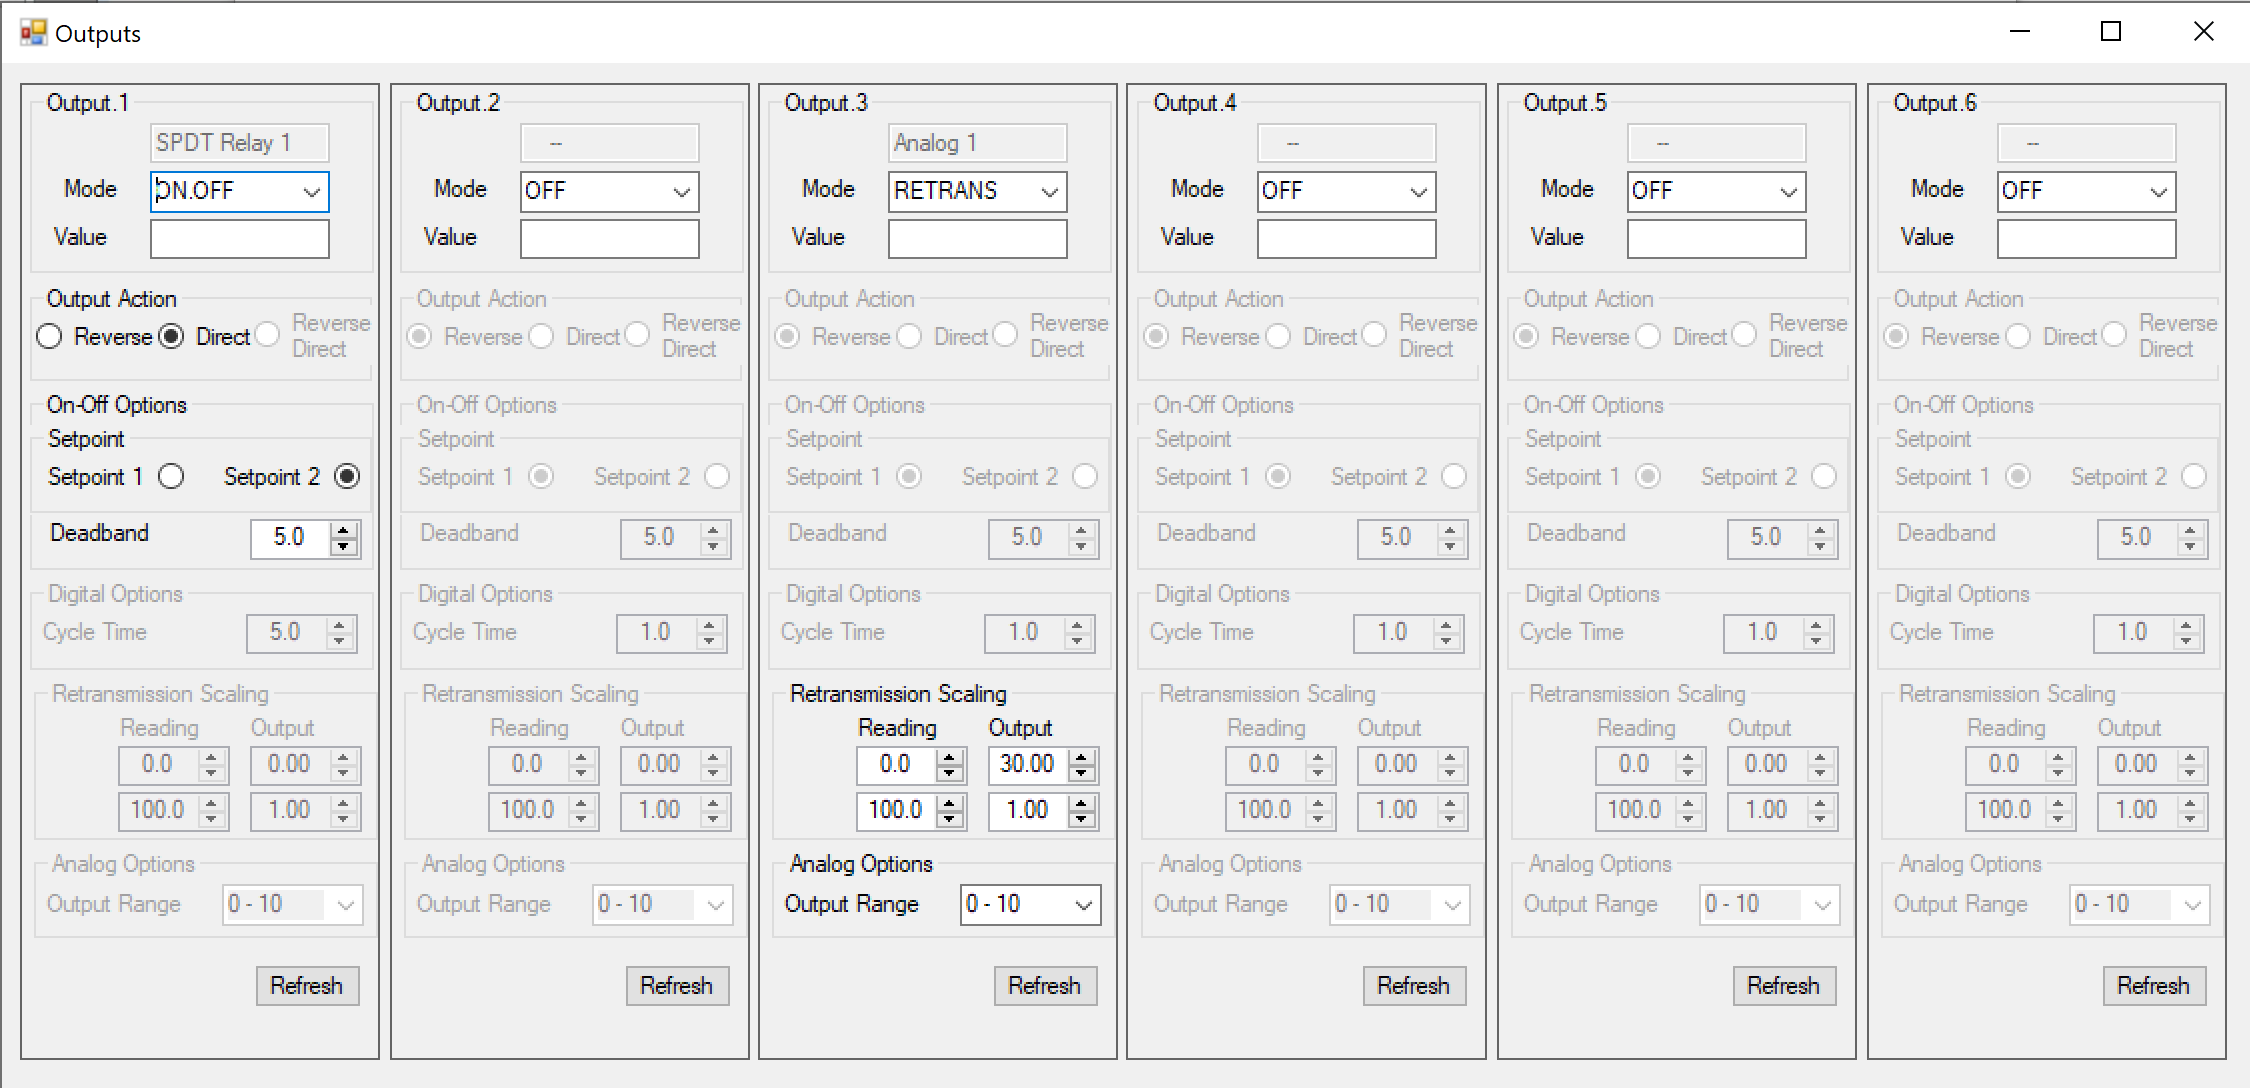 Outputs
Output.1
SPDT Relay 1
Mode ON.OFF
Value
Output Action
Reverse Direct Reverse Direct
On-Off Options
Setpoint
Setpoint 1 Setpoint 2
Deadband 5.0
Digital Options
Cycle Time 5.0
Retransmission Scaling
Reading Output
0.0 0.00
100.0 1.00
Analog Options
Output Range 0 - 10
Refresh
Output.2
--
Mode OFF
Value
Output Action
Reverse Direct Reverse Direct
On-Off Options
Setpoint
Setpoint 1 Setpoint 2
Deadband 5.0
Digital Options
Cycle Time 1.0
Retransmission Scaling
Reading Output
0.0 0.00
100.0 1.00
Analog Options
Output Range 0 - 10
Refresh
Output.3
Analog 1
Mode RETRANS
Value
Output Action
Reverse Direct Reverse Direct
On-Off Options
Setpoint
Setpoint 1 Setpoint 2
Deadband 5.0
Digital Options
Cycle Time 1.0
Retransmission Scaling
Reading Output
0.0 30.00
100.0 1.00
Analog Options
Output Range 0 - 10
Refresh
Output.4
--
Mode OFF
Value
Output Action
Reverse Direct Reverse Direct
On-Off Options
Setpoint
Setpoint 1 Setpoint 2
Deadband 5.0
Digital Options
Cycle Time 1.0
Retransmission Scaling
Reading Output
0.0 0.00
100.0 1.00
Analog Options
Output Range 0 - 10
Refresh
Output.5
--
Mode OFF
Value
Output Action
Reverse Direct Reverse Direct
On-Off Options
Setpoint
Setpoint 1 Setpoint 2
Deadband 5.0
Digital Options
Cycle Time 1.0
Retransmission Scaling
Reading Output
0.0 0.00
100.0 1.00
Analog Options
Output Range 0 - 10
Refresh
Output.6
--
Mode OFF
Value
Output Action
Reverse Direct Reverse Direct
On-Off Options
Setpoint
Setpoint 1 Setpoint 2
Deadband 5.0
Digital Options
Cycle Time 1.0
Retransmission Scaling
Reading Output
0.0 0.00
100.0 1.00
Analog Options
Output Range 0 - 10
Refresh